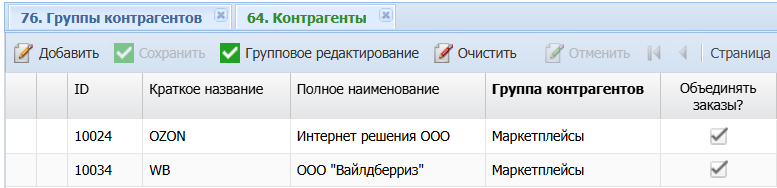 76. Группы контрагентов 64. Контрагенты
Добавить Сохранить Групповое редактирование Очистить Отменить Страница
ID Краткое название Полное наименование Группа контрагентов Объединять заказы?
10024 OZON Интернет решения ООО Маркетплейсы
10034 WB ООО "Вайлдберриз" Маркетплейсы